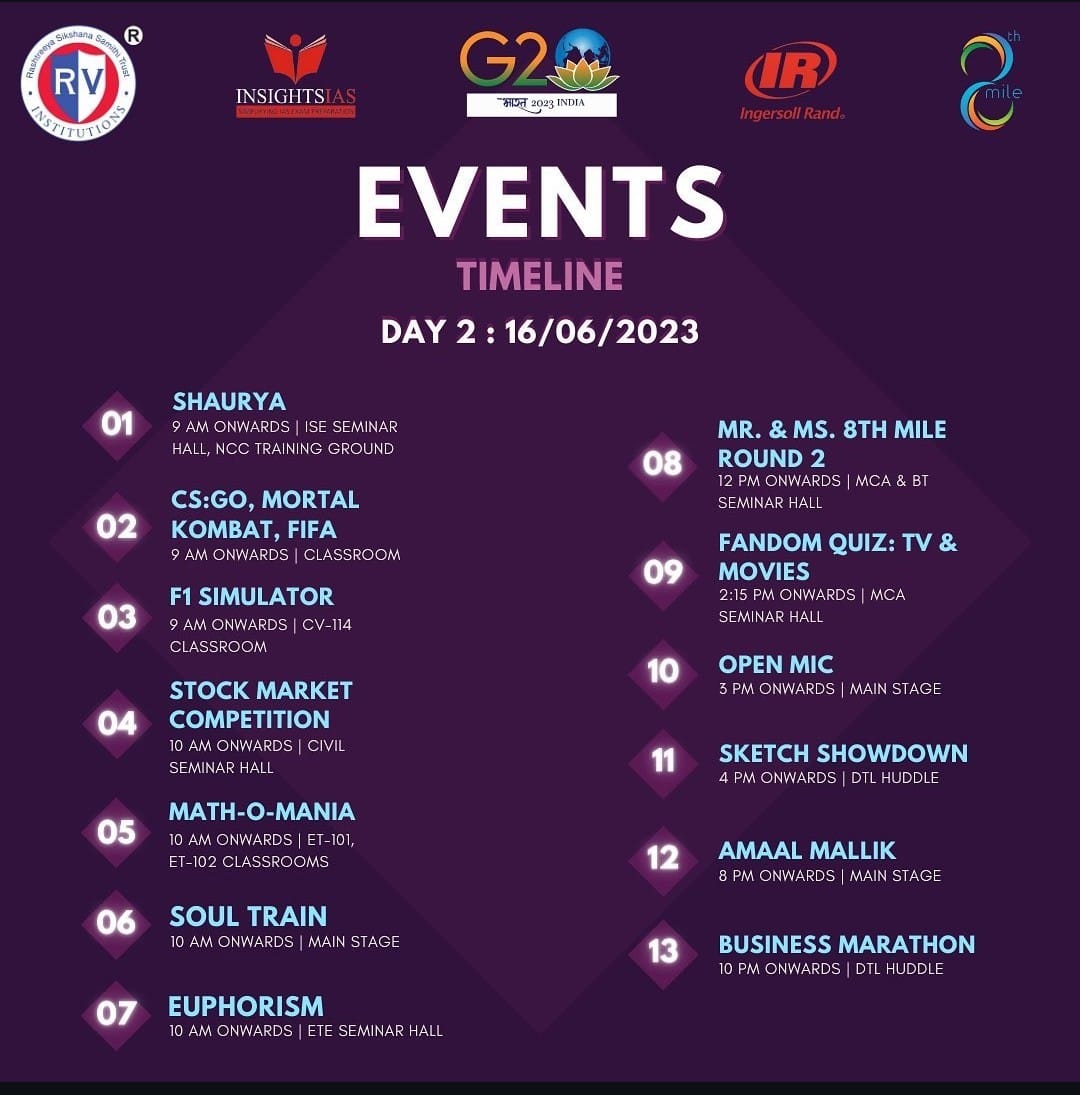 Rashtreeya Sikshana Samithi Trust
RV
INSTITUTIONS
R
INSIGHTSIAS
SIMPLIFYING IAS EXAM PREPARATION
G20
भारत 2023 INDIA
IR
Ingersoll Rand
8th
mile
EVENTS
TIMELINE
DAY 2 : 16/06/2023
01
SHAURYA
9 AM ONWARDS | ISE SEMINAR
HALL, NCC TRAINING GROUND
02
CS:GO, MORTAL
KOMBAT, FIFA
9 AM ONWARDS | CLASSROOM
03
F1 SIMULATOR
9 AM ONWARDS | CV-114
CLASSROOM
04
STOCK MARKET
COMPETITION
10 AM ONWARDS | CIVIL
SEMINAR HALL
05
MATH-O-MANIA
10 AM ONWARDS | ET-101,
ET-102 CLASSROOMS
06
SOUL TRAIN
10 AM ONWARDS | MAIN STAGE
07
EUPHORISM
10 AM ONWARDS | ETE SEMINAR HALL
08
MR. & MS. 8TH MILE
ROUND 2
12 PM ONWARDS | MCA & BT
SEMINAR HALL
09
FANDOM QUIZ: TV &
MOVIES
2:15 PM ONWARDS | MCA
SEMINAR HALL
10
OPEN MIC
3 PM ONWARDS | MAIN STAGE
11
SKETCH SHOWDOWN
4 PM ONWARDS | DTL HUDDLE
12
AMAAL MALLIK
8 PM ONWARDS | MAIN STAGE
13
BUSINESS MARATHON
10 PM ONWARDS | DTL HUDDLE